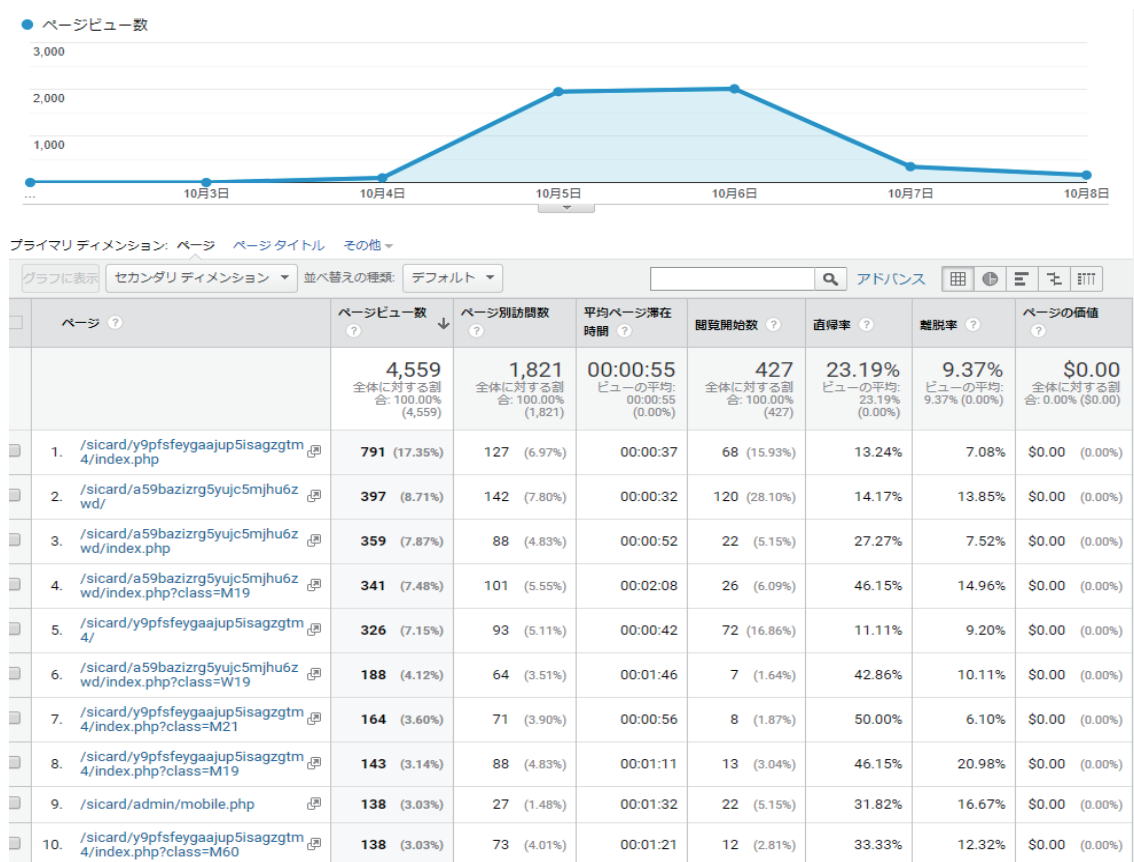 ページビュー数
3,000
2,000
1,000
... 10月3日 10月4日 10月5日 10月6日 10月7日 10月8日
プライマリ ディメンション: ページ ページ タイトル その他
グラフに表示 セカンダリ ディメンション 並べ替えの種類: デフォルト アドバンス
ページ ? ページビュー数 ? ページ別訪問数 ? 平均ページ滞在時間 ? 閲覧開始数 ? 直帰率 ? 離脱率 ? ページの価値 ?
4,559 1,821 00:00:55 427 23.19% 9.37% $0.00
全体に対する割合: 100.00% (4,559) 全体に対する割合: 100.00% (1,821) ビューの平均: 00:00:55 (0.00%) 全体に対する割合: 100.00% (427) ビューの平均: 23.19% (0.00%) ビューの平均: 9.37% (0.00%) 全体に対する割合: 0.00% ($0.00)
1. /sicard/y9pfsfeygaajup5isagzgtm4/index.php 791 (17.35%) 127 (6.97%) 00:00:37 68 (15.93%) 13.24% 7.08% $0.00 (0.00%)
2. /sicard/a59bazizrg5yujc5mjhu6zwd/ 397 (8.71%) 142 (7.80%) 00:00:32 120 (28.10%) 14.17% 13.85% $0.00 (0.00%)
3. /sicard/a59bazizrg5yujc5mjhu6zwd/index.php 359 (7.87%) 88 (4.83%) 00:00:52 22 (5.15%) 27.27% 7.52% $0.00 (0.00%)
4. /sicard/a59bazizrg5yujc5mjhu6zwd/index.php?class=M19 341 (7.48%) 101 (5.55%) 00:02:08 26 (6.09%) 46.15% 14.96% $0.00 (0.00%)
5. /sicard/y9pfsfeygaajup5isagzgtm4/ 326 (7.15%) 93 (5.11%) 00:00:42 72 (16.86%) 11.11% 9.20% $0.00 (0.00%)
6. /sicard/a59bazizrg5yujc5mjhu6zwd/index.php?class=W19 188 (4.12%) 64 (3.51%) 00:01:46 7 (1.64%) 42.86% 10.11% $0.00 (0.00%)
7. /sicard/y9pfsfeygaajup5isagzgtm4/index.php?class=M21 164 (3.60%) 71 (3.90%) 00:00:56 8 (1.87%) 50.00% 6.10% $0.00 (0.00%)
8. /sicard/y9pfsfeygaajup5isagzgtm4/index.php?class=M19 143 (3.14%) 88 (4.83%) 00:01:11 13 (3.04%) 46.15% 20.98% $0.00 (0.00%)
9. /sicard/admin/mobile.php 138 (3.03%) 27 (1.48%) 00:01:32 22 (5.15%) 31.82% 16.67% $0.00 (0.00%)
10. /sicard/y9pfsfeygaajup5isagzgtm4/index.php?class=M60 138 (3.03%) 73 (4.01%) 00:01:21 12 (2.81%) 33.33% 12.32% $0.00 (0.00%)